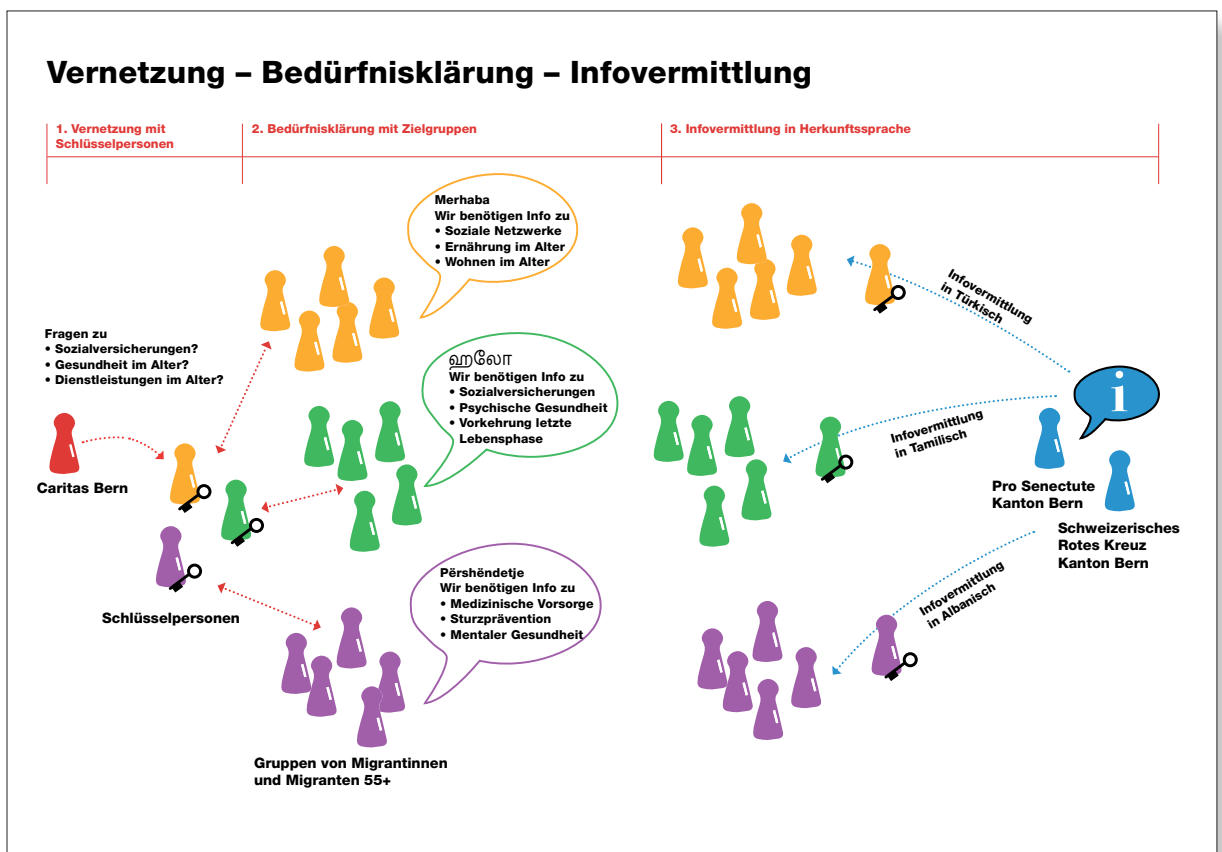 Vernetzung – Bedürfnisklärung – Infovermittlung
1. Vernetzung mit
Schlüsselpersonen
2. Bedürfnisklärung mit Zielgruppen
3. Infovermittlung in Herkunftssprache
Fragen zu
• Sozialversicherungen?
• Gesundheit im Alter?
• Dienstleistungen im Alter?
Caritas Bern
Schlüsselpersonen
Merhaba
Wir benötigen Info zu
• Soziale Netzwerke
• Ernährung im Alter
• Wohnen im Alter
ஹலோ
Wir benötigen Info zu
• Sozialversicherungen
• Psychische Gesundheit
• Vorkehrung letzte
Lebensphase
Përshëndetje
Wir benötigen Info zu
• Medizinische Vorsorge
• Sturzprävention
• Mentaler Gesundheit
Gruppen von Migrantinnen
und Migranten 55+
Infovermittlung
in Türkisch
Infovermittlung
in Tamilisch
Infovermittlung
in Albanisch
i
Pro Senectute
Kanton Bern
Schweizerisches
Rotes Kreuz
Kanton Bern